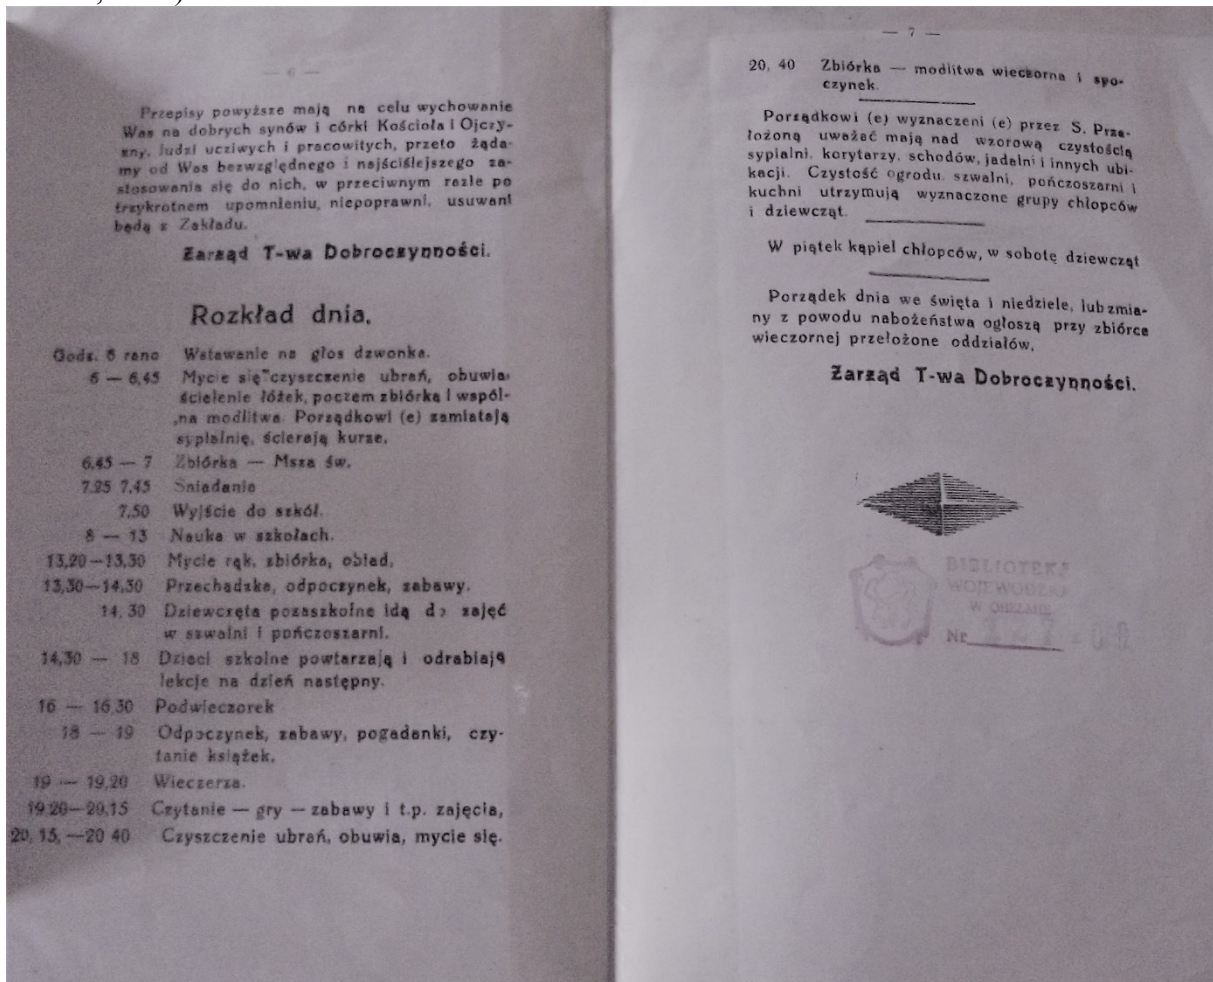 — 6 —
Przepisy powyższe mają na celu wychowanie
Was na dobrych synów i córki Kościoła i Ojczy-
zny, ludzi uczciwych i pracowitych, przeto żąda-
my od Was bezwzględnego i najściślejszego za-
stosowania się do nich, w przeciwnym razie po
trzykrotnem upomnieniu, niepoprawni, usuwani
będą z Zakładu.
Zarząd T-wa Dobroczynności.
Rozkład dnia.
Godz. 6 rano Wstawanie na głos dzwonka.
6 — 6,45 Mycie się czyszczenie ubrań, obuwia
ścielenie łóżek, poczem zbiórka i wspól-
na modlitwa. Porządkowi (e) zamiatają
sypialnię, ścierają kurze.
6,45 — 7 Zbiórka — Msza św.
7.25 7,45 Śniadanie
7,50 Wyjście do szkół.
8 — 13 Nauka w szkołach.
13,20—13,30 Mycie rąk, zbiórka, obiad.
13,30—14,30 Przechadzka, odpoczynek, zabawy.
14, 30 Dziewczęta pozaszkolne idą do zajęć
w szwalni i pończoszarni.
14,30 — 18 Dzieci szkolne powtarzają i odrabiają
lekcje na dzień następny.
16 — 16,30 Podwieczorek
18 — 19 Odpoczynek, zabawy, pogadanki, czy-
tanie książek.
19 — 19,20 Wieczerza.
19 20—20,15 Czytanie — gry — zabawy i t.p. zajęcia,
20, 15, —20 40 Czyszczenie ubrań, obuwia, mycie się.
— 7 —
20, 40 Zbiórka — modlitwa wieczorna i spo-
czynek.
Porządkowi (e) wyznaczeni (e) przez S. Prze-
łożoną uważać mają nad wzorową czystością
sypialni, korytarzy, schodów, jadalni i innych ubi-
kacji. Czystość ogrodu, szwalni, pończoszarni i
kuchni utrzymują wyznaczone grupy chłopców
i dziewcząt.
W piątek kąpiel chłopców, w sobotę dziewcząt
Porządek dnia we święta i niedziele, lub zmia-
ny z powodu nabożeństwa ogłoszą przy zbiórce
wieczornej przełożone oddziałów.
Zarząd T-wa Dobroczynności.
BIBLIOTEKA
Nr